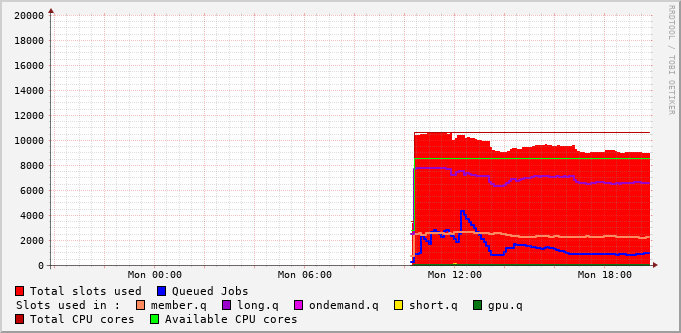 RRDTOOL / TOBI OETIKER
20000
18000
16000
14000
12000
10000
8000
6000
4000
2000
0
Mon 00:00 Mon 06:00 Mon 12:00 Mon 18:00
Total slots used Queued Jobs
Slots used in : member.q long.q ondemand.q short.q gpu.q
Total CPU cores Available CPU cores